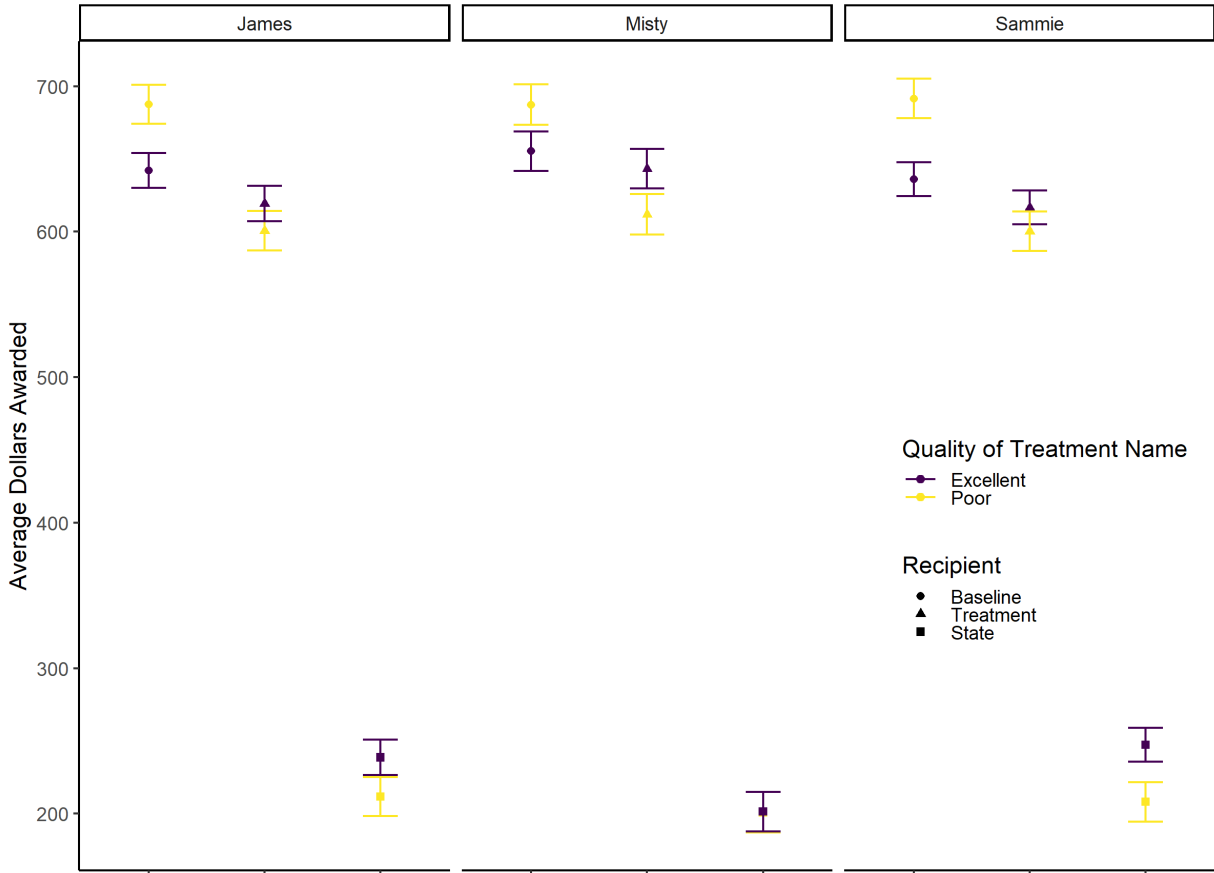 James
Misty
Sammie
Average Dollars Awarded
700
600
500
400
300
200
Quality of Treatment Name
Excellent
Poor
Recipient
Baseline
Treatment
State